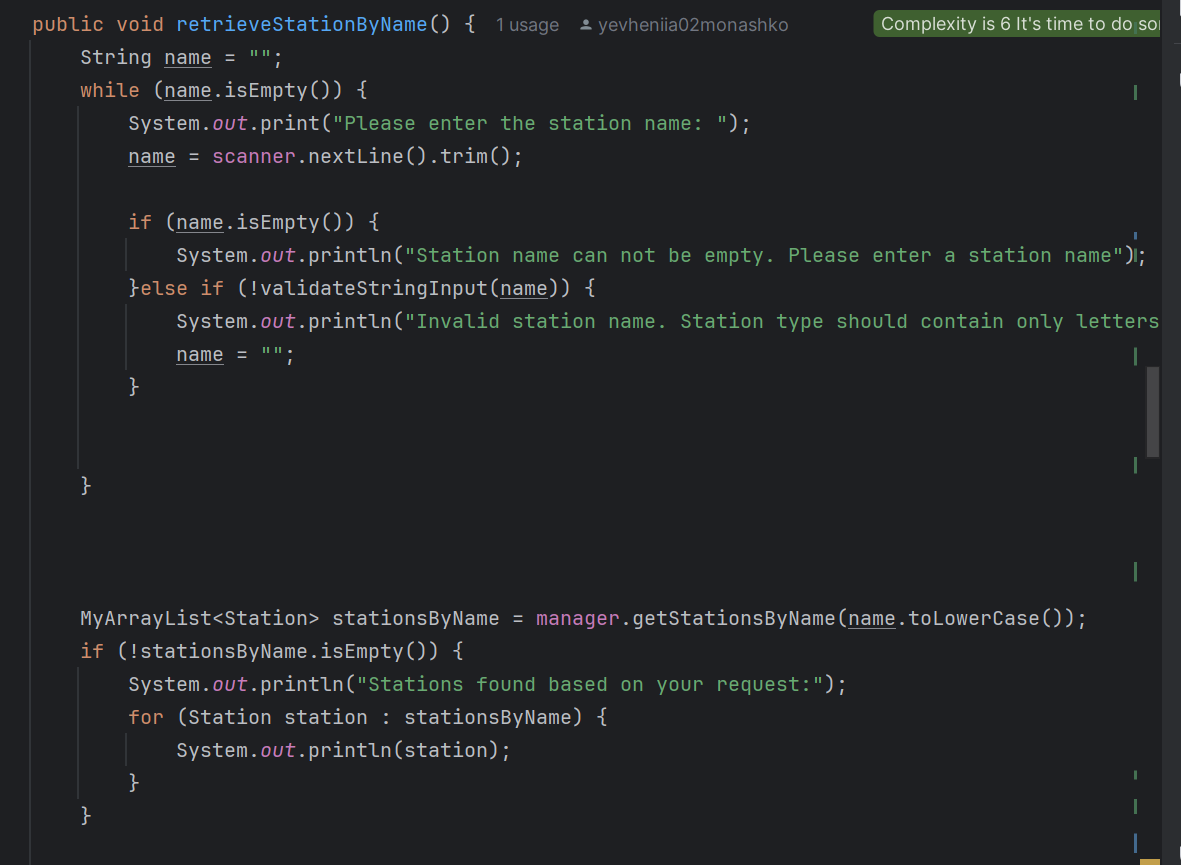 public void retrieveStationByName() { 1 usage yevheniia02monashko Complexity is 6 It's time to do
String name = "";
while (name.isEmpty()) {
System.out.print("Please enter the station name: ");
name = scanner.nextLine().trim();
if (name.isEmpty()) {
System.out.println("Station name can not be empty. Please enter a station name");
}else if (!validateStringInput(name)) {
System.out.println("Invalid station name. Station type should contain only letters
name = "";
}
}
MyArrayList<Station> stationsByName = manager.getStationsByName(name.toLowerCase());
if (!stationsByName.isEmpty()) {
System.out.println("Stations found based on your request:");
for (Station station : stationsByName) {
System.out.println(station);
}
}